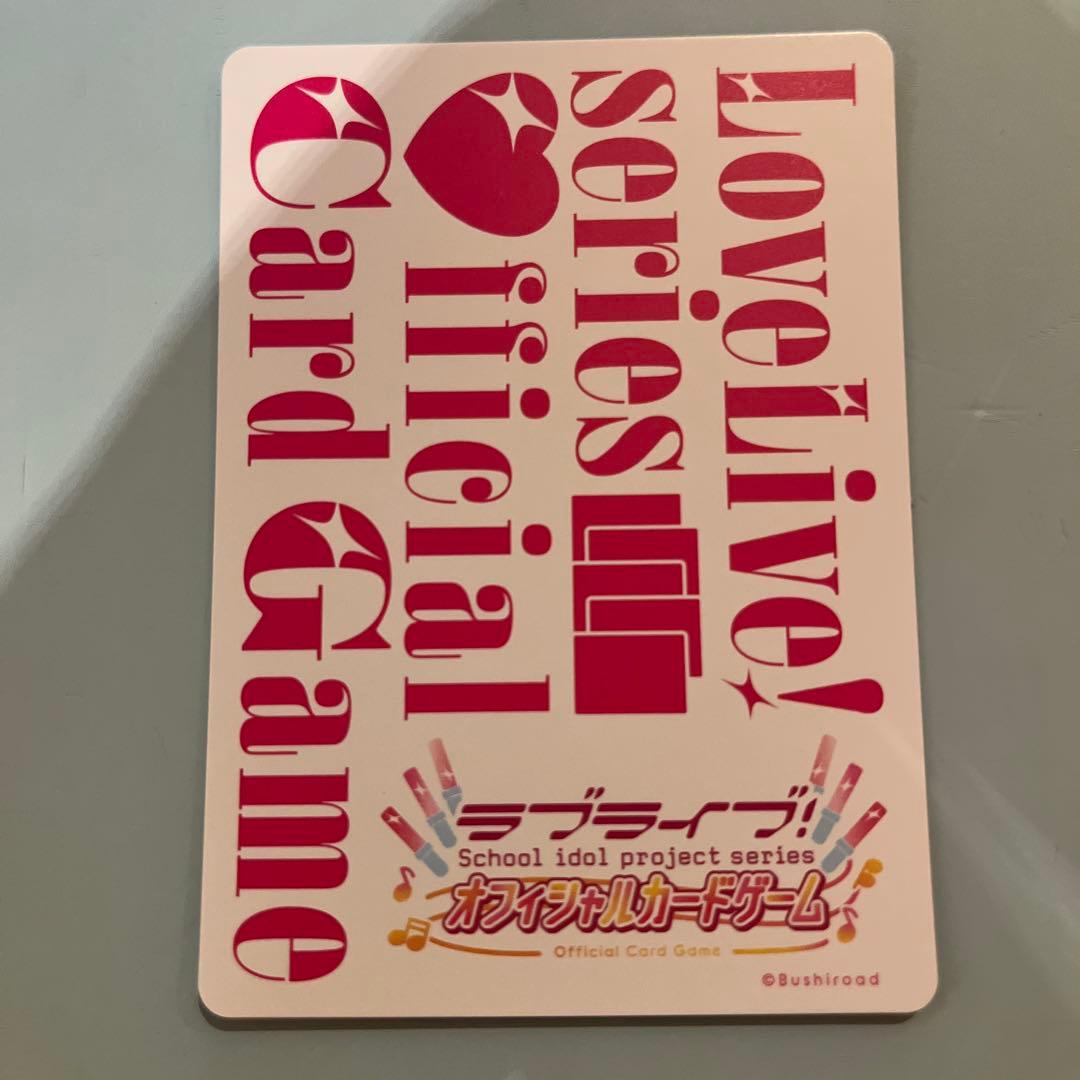 LoveLive!
series
♥fficial
Card Game
ラブライブ!
School idol project series
オフィシャルカードゲーム
Official Card Game
©Bushiroad